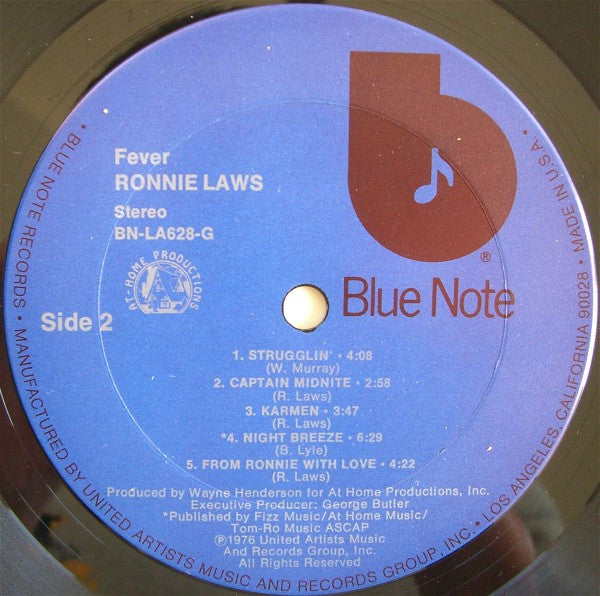 Fever
RONNIE LAWS
Stereo
BN-LA628-G
AT-HOME PRODUCTIONS
Side 2
®
Blue Note
1. STRUGGLIN' • 4:08
(W. Murray)
2. CAPTAIN MIDNITE • 2:58
(R. Laws)
3. KARMEN • 3:47
(R. Laws)
*4. NIGHT BREEZE • 6:29
(B. Lyle)
5. FROM RONNIE WITH LOVE • 4:22
(R. Laws)
Produced by Wayne Henderson for At Home Productions, Inc.
Executive Producer: George Butler
*Published by Fizz Music/At Home Music/
Tom-Ro Music ASCAP
℗1976 United Artists Music
And Records Group, Inc.
• BLUE NOTE RECORDS • MANUFACTURED BY UNITED ARTISTS MUSIC AND RECORDS GROUP, INC. • LOS ANGELES, CALIFORNIA 90028 • MADE IN U.S.A. •